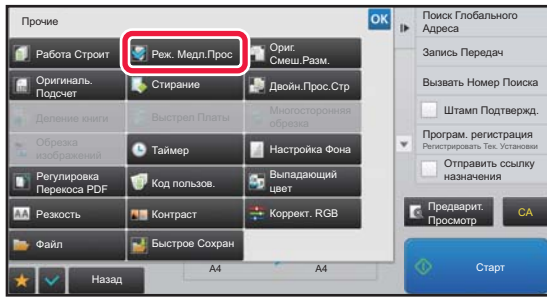 Прочие
OK
Работа Строит
Реж. Медл.Прос
Ориг.
Смеш.Разм.
Оригиналь.
Подсчет
Стирание
Двойн.Прос.Стр
Деление книги
Выстрел Платы
Многосторонняя
обрезка
Обрезка
изображений
Таймер
Настройка Фона
Регулировка
Перекоса PDF
Код пользов.
Выпадающий
цвет
AA Резкость
Контраст
Коррект. RGB
Файл
Быстрое Сохран
Назад
A4
A4
Поиск Глобального
Адреса
Запись Передач
Вызвать Номер Поиска
Штамп Подтвержд.
Програм. регистрация
Регистрировать Тек. Установки
Отправить ссылку
назначения
Предварит.
Просмотр
CA
Старт